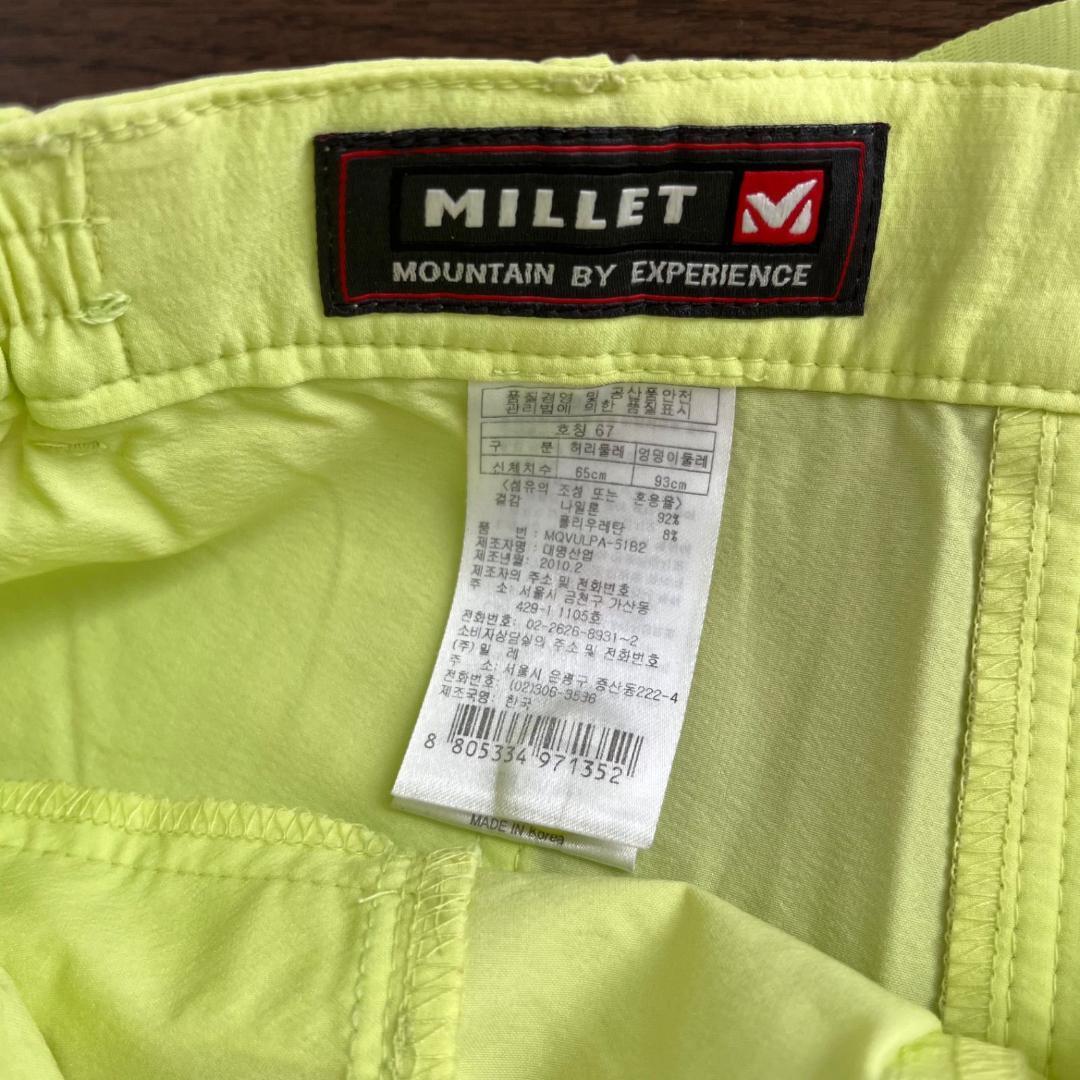 MILLET
MOUNTAIN BY EXPERIENCE
품질경영 및 공산품안전
관리법에 의한 품질표시
호칭 67
구 분 허리둘레 엉덩이둘레
신체치수 65cm 93cm
<섬유의 조성 또는 혼용율>
겉감 나일론 92%
폴리우레탄 8%
품 번 : MQVULPA-51B2
제조자명 : 대명산업
제조년월 : 2010.2
제조자의 주소 및 전화번호
주 소: 서울시 금천구 가산동
429-1 1105호
전화번호: 02-2626-8931~2
소비자상담실의 주소 및 전화번호
(주) 밀 레
주 소: 서울시 은평구 증산동222-4
전화번호: (02)306-3536
제조국명: 한국
8 805334 971352
MADE IN Korea